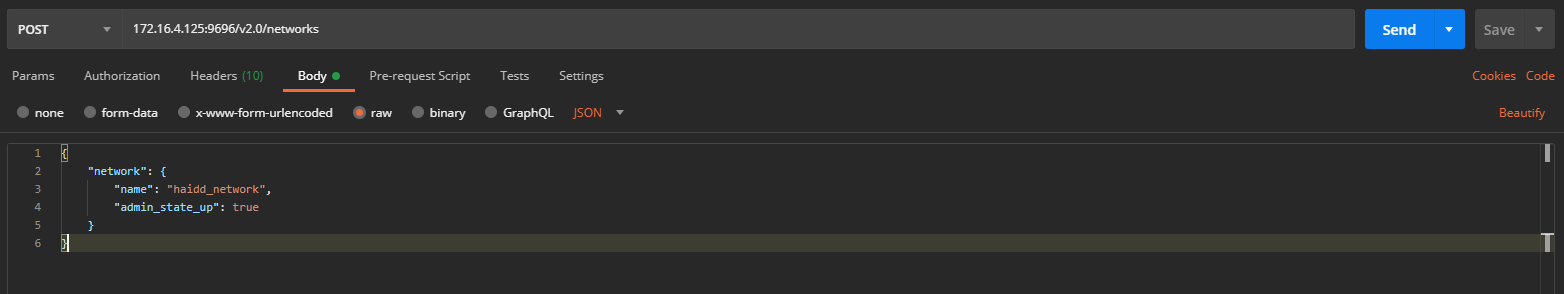 POST 172.16.4.125:9696/v2.0/networks Send Save
Params Authorization Headers (10) Body Pre-request Script Tests Settings Cookies Code
none form-data x-www-form-urlencoded raw binary GraphQL JSON Beautify
1 {
2 "network": {
3 "name": "haidd_network",
4 "admin_state_up": true
5 }
6 }